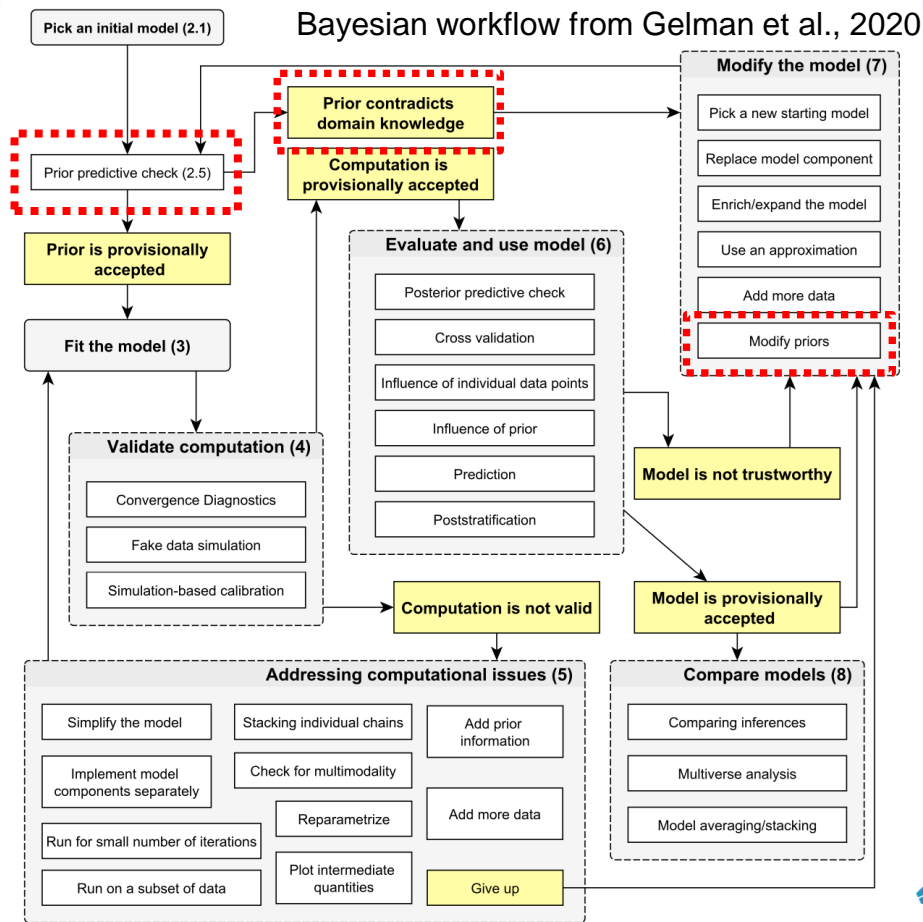 Bayesian workflow from Gelman et al., 2020
Pick an initial model (2.1)
Prior predictive check (2.5)
Prior is provisionally
accepted
Fit the model (3)
Prior contradicts
domain knowledge
Computation is
provisionally accepted
Modify the model (7)
Pick a new starting model
Replace model component
Enrich/expand the model
Use an approximation
Add more data
Modify priors
Evaluate and use model (6)
Posterior predictive check
Cross validation
Influence of individual data points
Influence of prior
Prediction
Poststratification
Validate computation (4)
Convergence Diagnostics
Fake data simulation
Simulation-based calibration
Model is not trustworthy
Computation is not valid
Model is provisionally
accepted
Addressing computational issues (5)
Simplify the model
Implement model
components separately
Run for small number of iterations
Run on a subset of data
Stacking individual chains
Check for multimodality
Reparametrize
Plot intermediate
quantities
Add prior
information
Add more data
Give up
Compare models (8)
Comparing inferences
Multiverse analysis
Model averaging/stacking